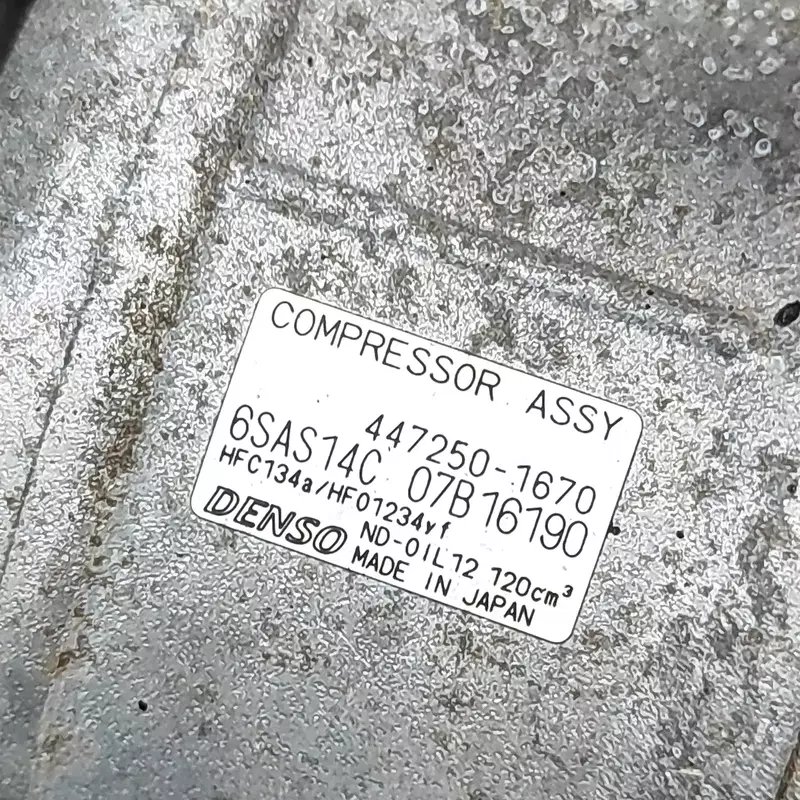 COMPRESSOR ASSY
447250-1670
6SAS14C 07B16190
HFC134a/HFO1234yf
ND-OIL12 120cm³
DENSO MADE IN JAPAN